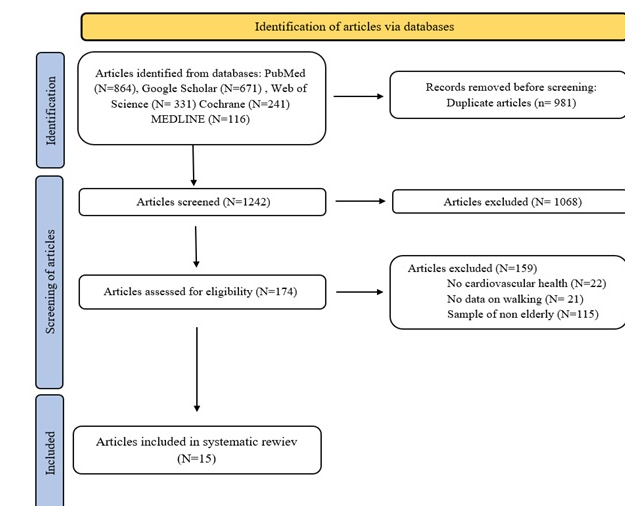 Identification of articles via databases
Identification
Articles identified from databases: PubMed
(N=864), Google Scholar (N=671) , Web of
Science (N= 331) Cochrane (N=241)
MEDLINE (N=116)
Records removed before screening:
Duplicate articles (n= 981)
Screening of articles
Articles screened (N=1242)
Articles excluded (N= 1068)
Articles assessed for eligibility (N=174)
Articles excluded (N=159)
No cardiovascular health (N=22)
No data on walking (N= 21)
Sample of non elderly (N=115)
Included
Articles included in systematic rewiev
(N=15)